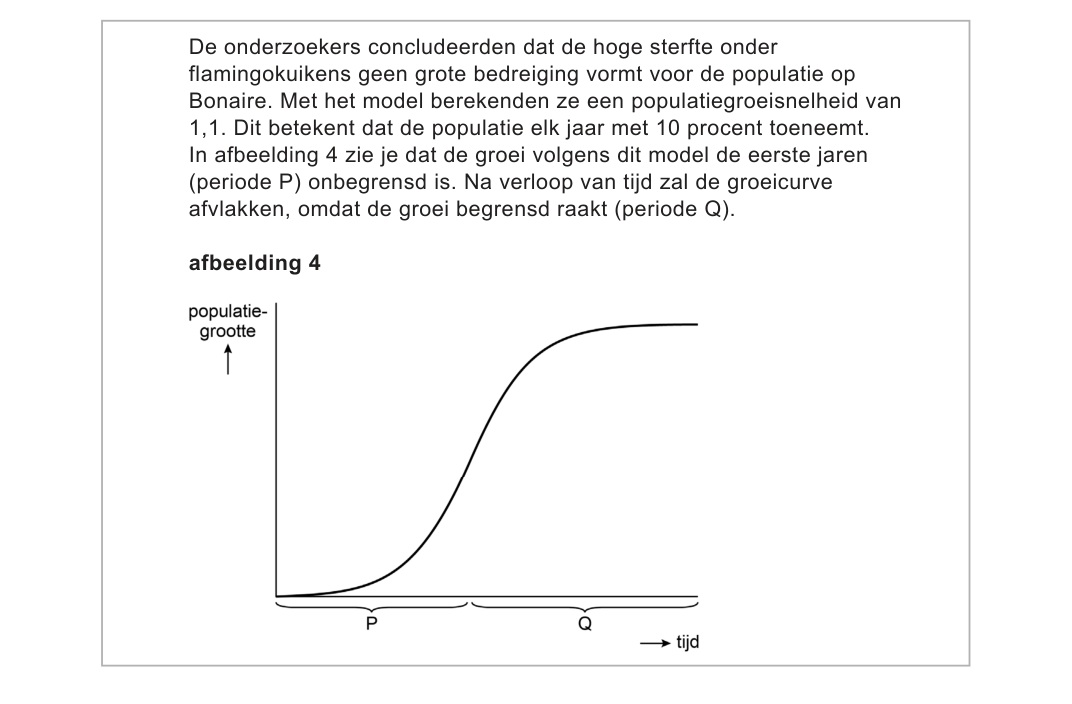 De onderzoekers concludeerden dat de hoge sterfte onder
flamingokuikens geen grote bedreiging vormt voor de populatie op
Bonaire. Met het model berekenden ze een populatiegroeisnelheid van
1,1. Dit betekent dat de populatie elk jaar met 10 procent toeneemt.
In afbeelding 4 zie je dat de groei volgens dit model de eerste jaren
(periode P) onbegrensd is. Na verloop van tijd zal de groeicurve
afvlakken, omdat de groei begrensd raakt (periode Q).
afbeelding 4
populatie-
grootte
P
Q
tijd